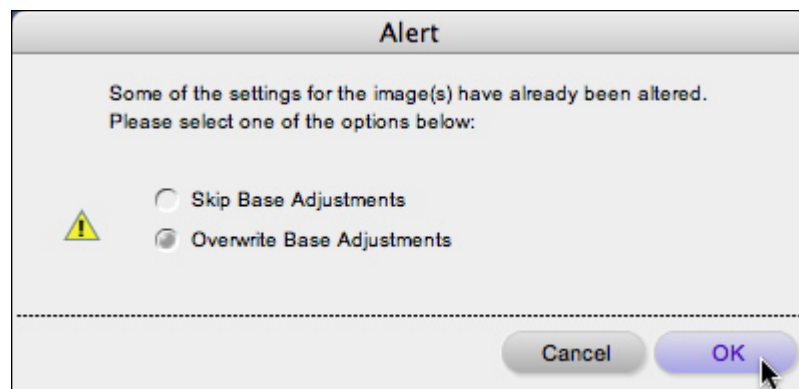 Alert
Some of the settings for the image(s) have already been altered.
Please select one of the options below:
Skip Base Adjustments
Overwrite Base Adjustments
Cancel OK